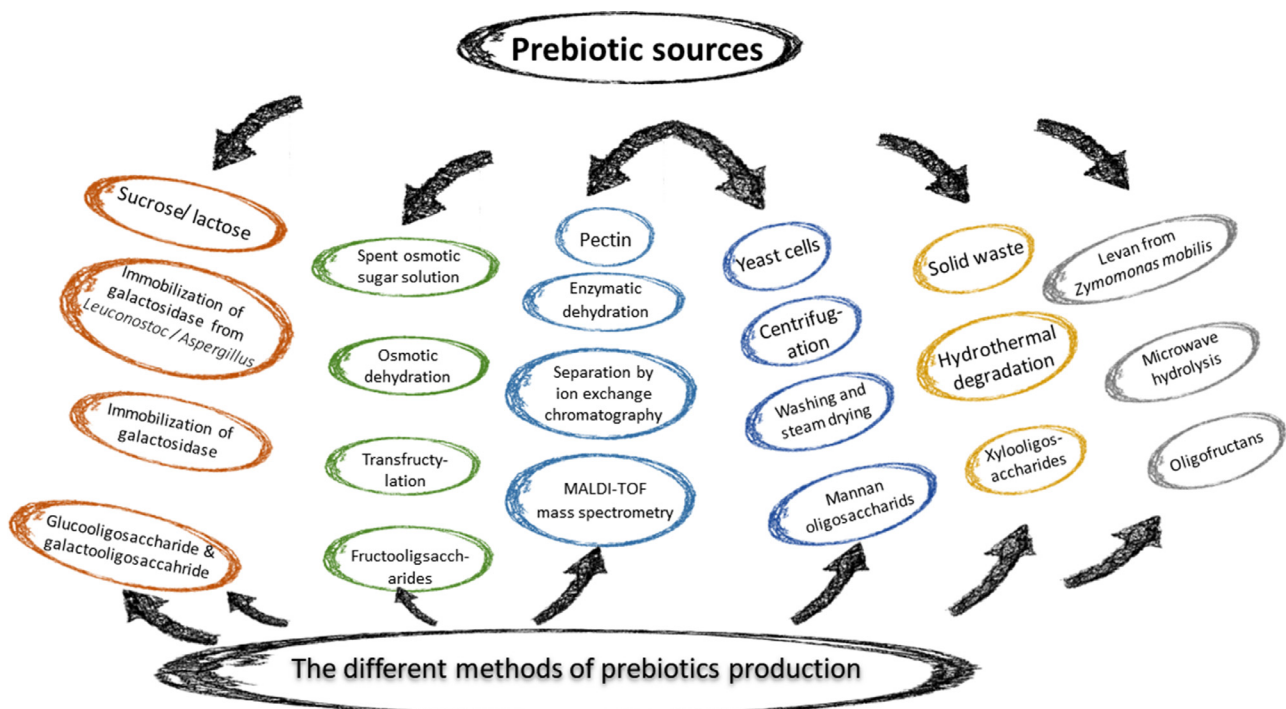 Prebiotic sources
Sucrose/ lactose
Immobilization of
galactosidase from
Leuconostoc / Aspergillus
Immobilization of
galactosidase
Glucooligosaccharide &
galactooligosaccahride
Spent osmotic
sugar solution
Osmotic
dehydration
Transfructy-
lation
Fructooligsacch-
arides
Pectin
Enzymatic
dehydration
Separation by
ion exchange
chromatography
MALDI-TOF
mass spectrometry
Yeast cells
Centrifug-
ation
Washing and
steam drying
Mannan
oligosaccharids
Solid waste
Hydrothermal
degradation
Xylooligos-
accharides
Levan from
Zymomonas mobilis
Microwave
hydrolysis
Oligofructans
The different methods of prebiotics production